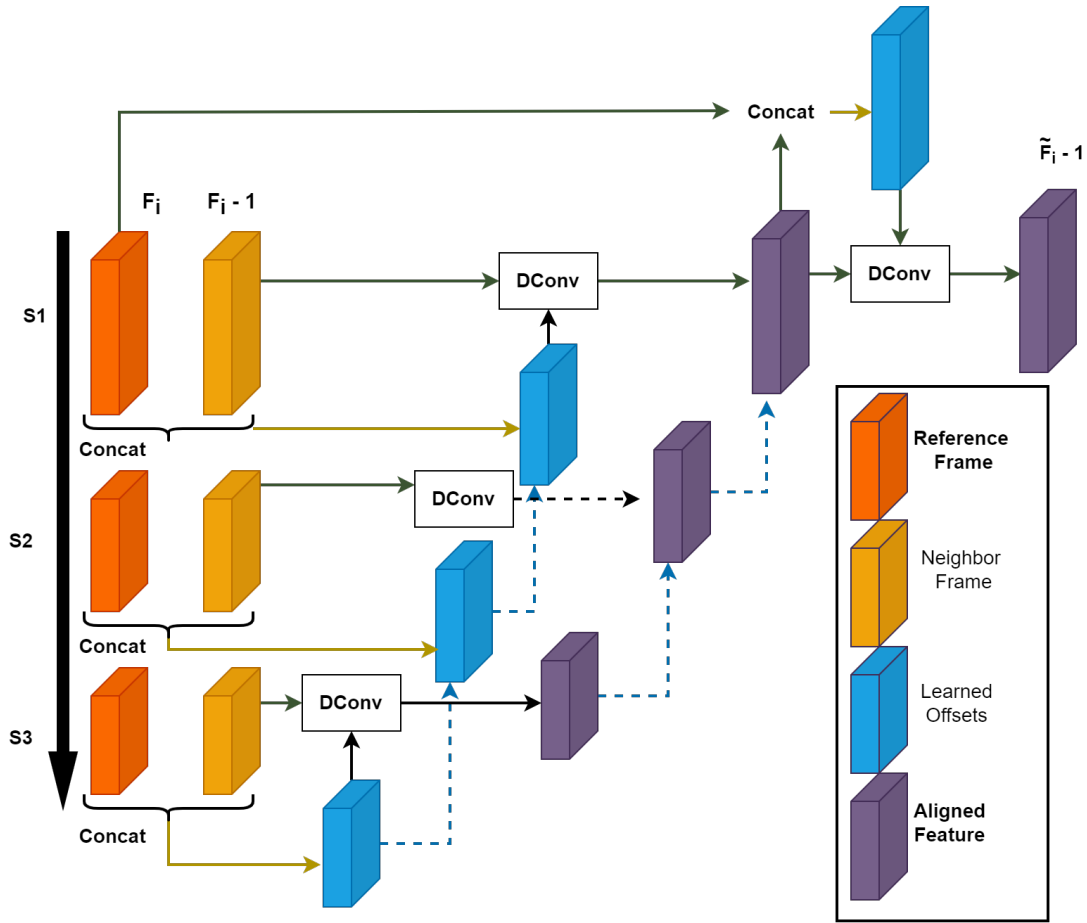 Concat
F̃i - 1
Fi
Fi - 1
DConv
DConv
S1
Concat
DConv
S2
Concat
DConv
S3
Concat
Reference
Frame
Neighbor
Frame
Learned
Offsets
Aligned
Feature